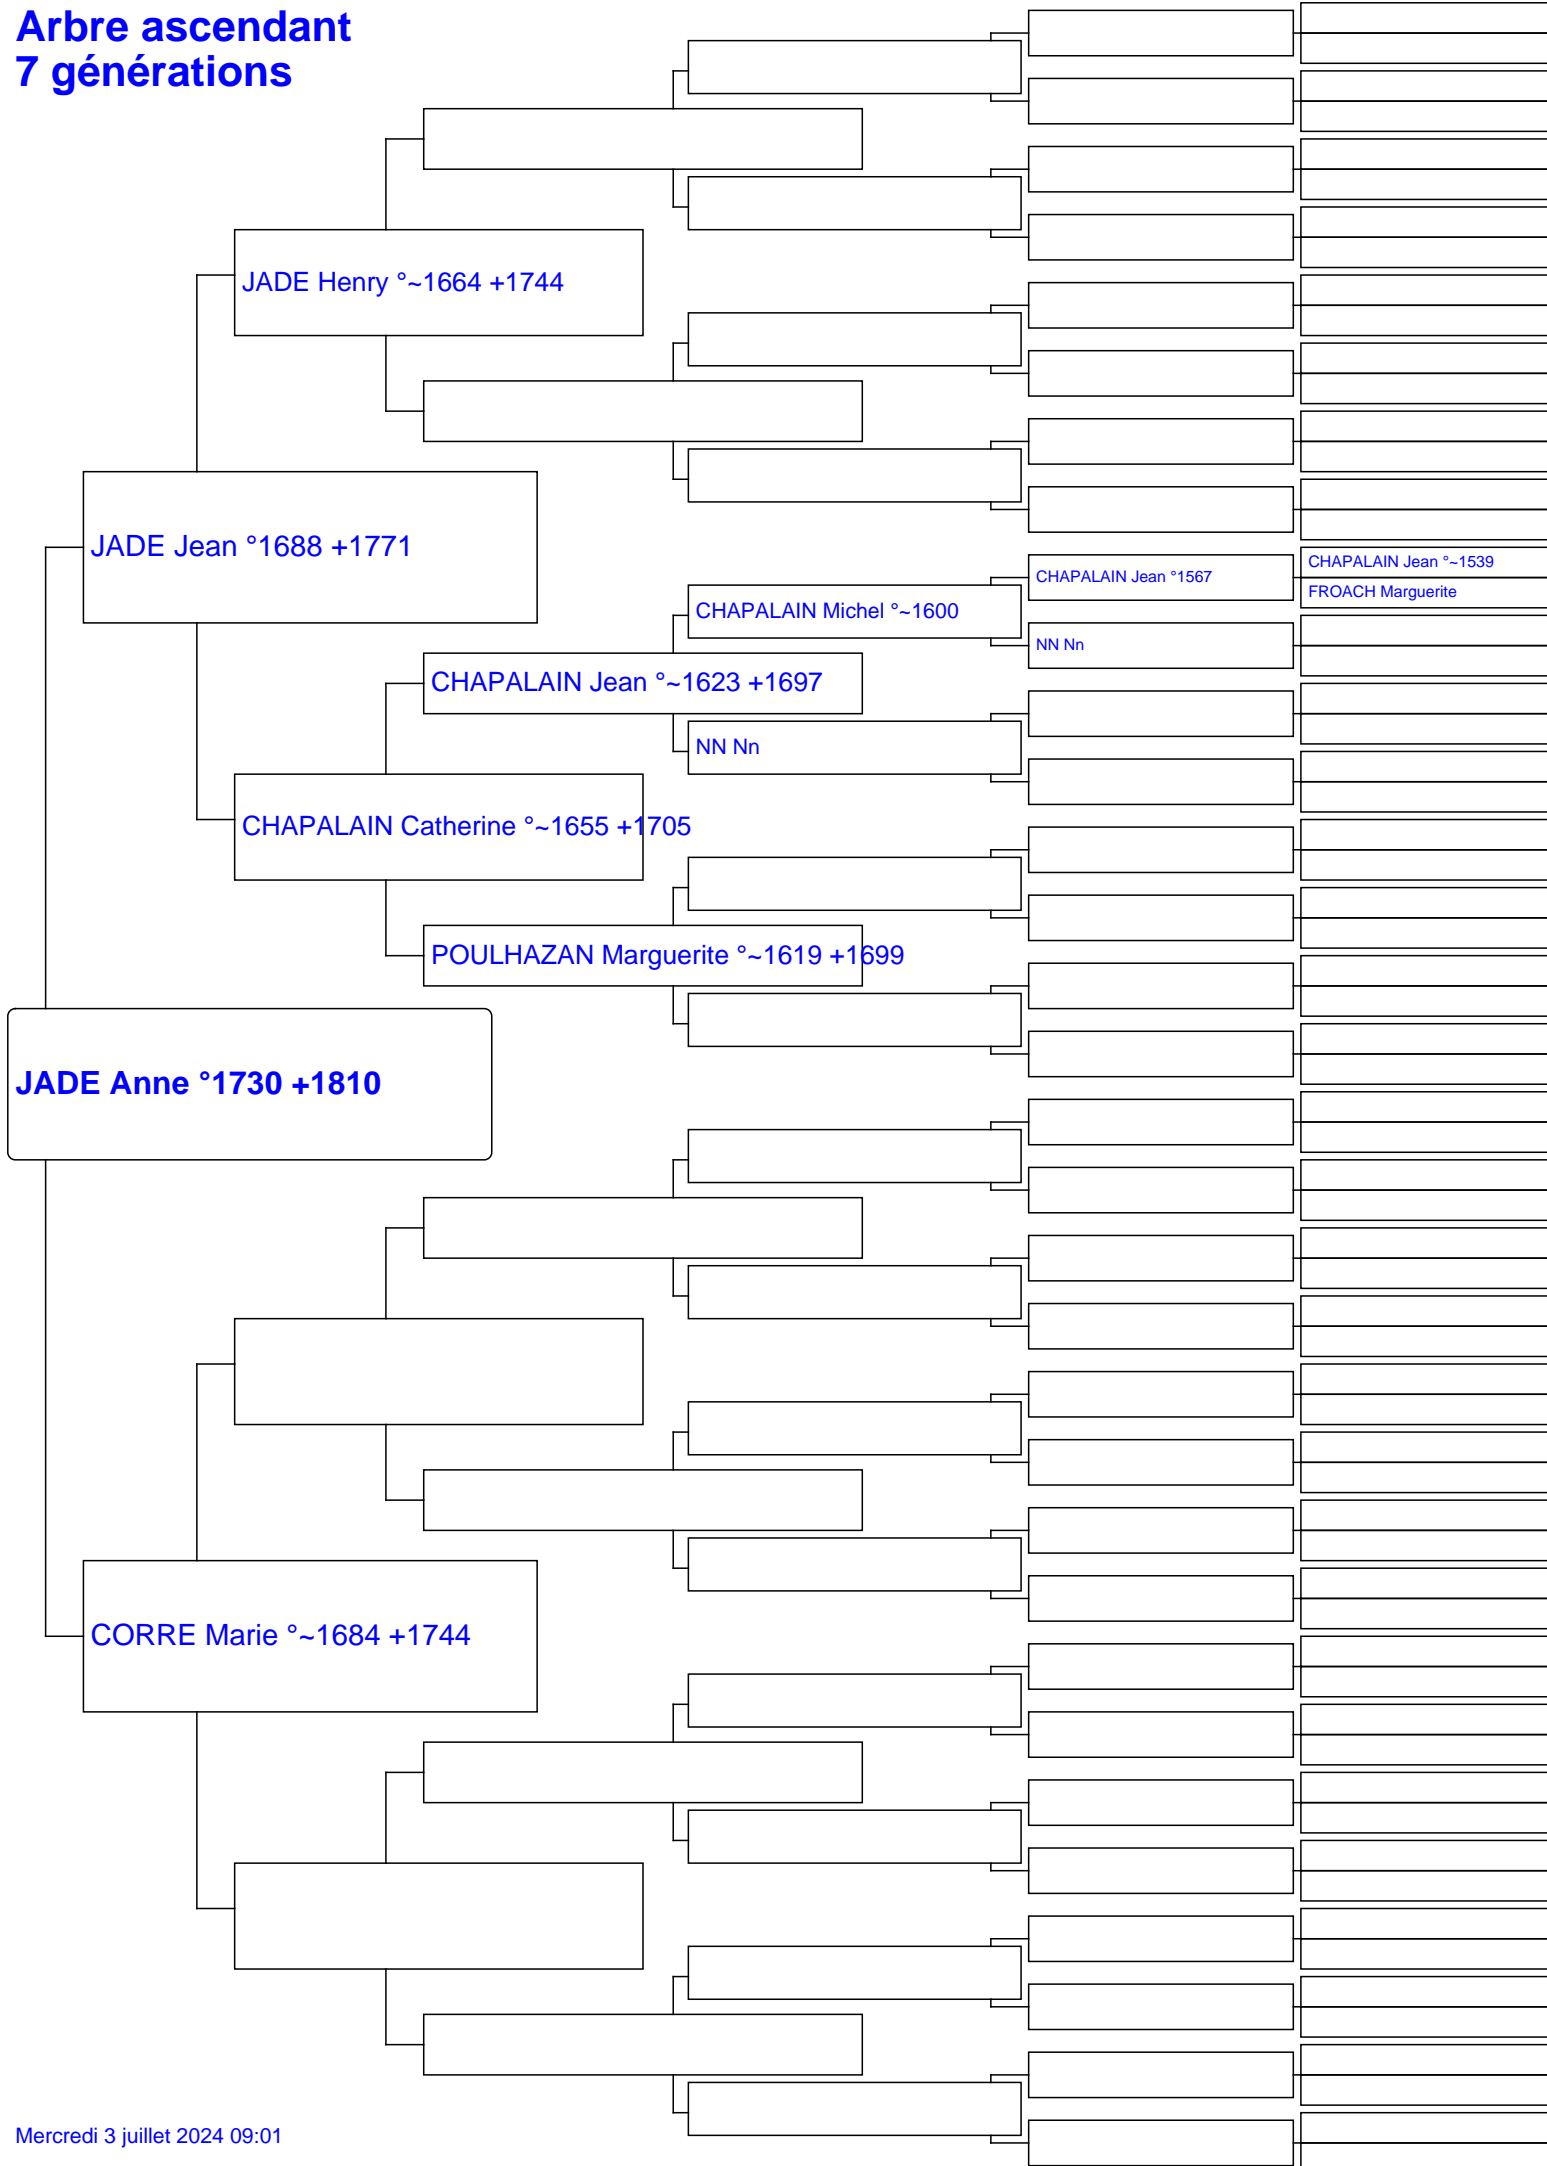 Arbre ascendant
7 générations
JADE Henry °~1664 +1744
JADE Jean °1688 +1771
CHAPALAIN Jean °~1539
CHAPALAIN Jean °1567
FROACH Marguerite
CHAPALAIN Michel °~1600
NN Nn
CHAPALAIN Jean °~1623 +1697
NN Nn
CHAPALAIN Catherine °~1655 +1705
POULHAZAN Marguerite °~1619 +1699
JADE Anne °1730 +1810
CORRE Marie °~1684 +1744
Mercredi 3 juillet 2024 09:01